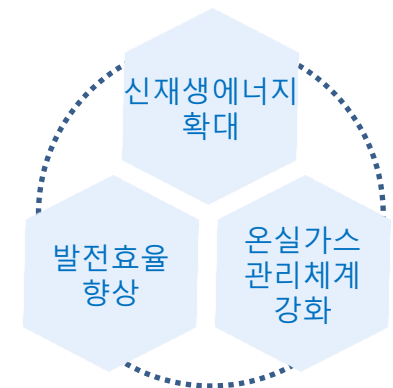 신재생에너지
확대
발전효율
향상
온실가스
관리체계
강화